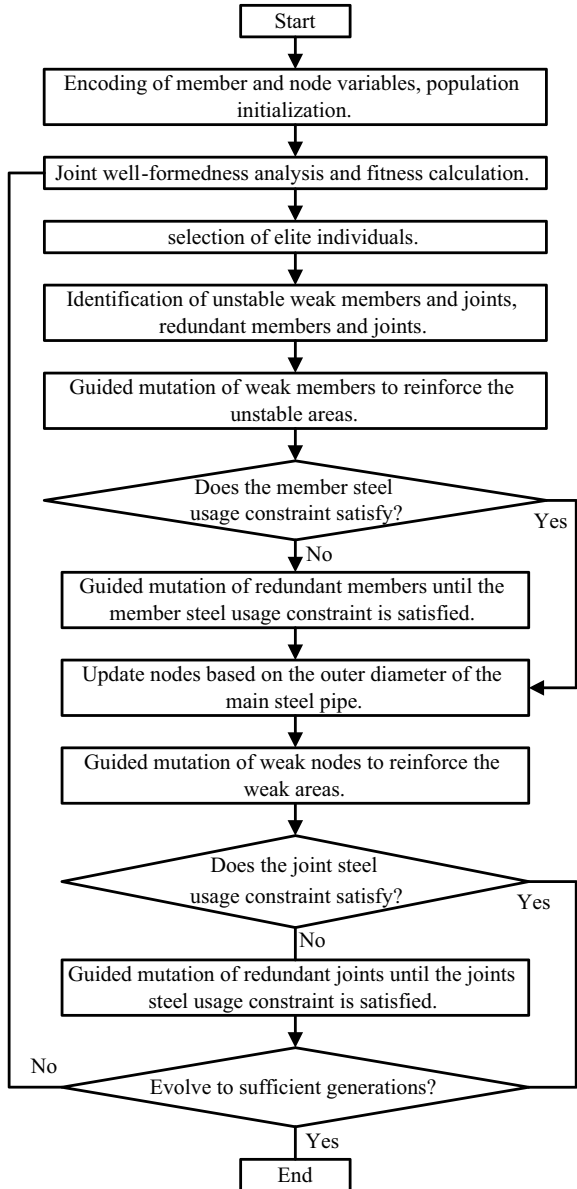 Start
Encoding of member and node variables, population
initialization.
Joint well-formedness analysis and fitness calculation.
selection of elite individuals.
Identification of unstable weak members and joints,
redundant members and joints.
Guided mutation of weak members to reinforce the
unstable areas.
Does the member steel
usage constraint satisfy?
Yes
No
Guided mutation of redundant members until the
member steel usage constraint is satisfied.
Update nodes based on the outer diameter of the
main steel pipe.
Guided mutation of weak nodes to reinforce the
weak areas.
Does the joint steel
usage constraint satisfy?
Yes
No
Guided mutation of redundant joints until the joints
steel usage constraint is satisfied.
No
Evolve to sufficient generations?
Yes
End